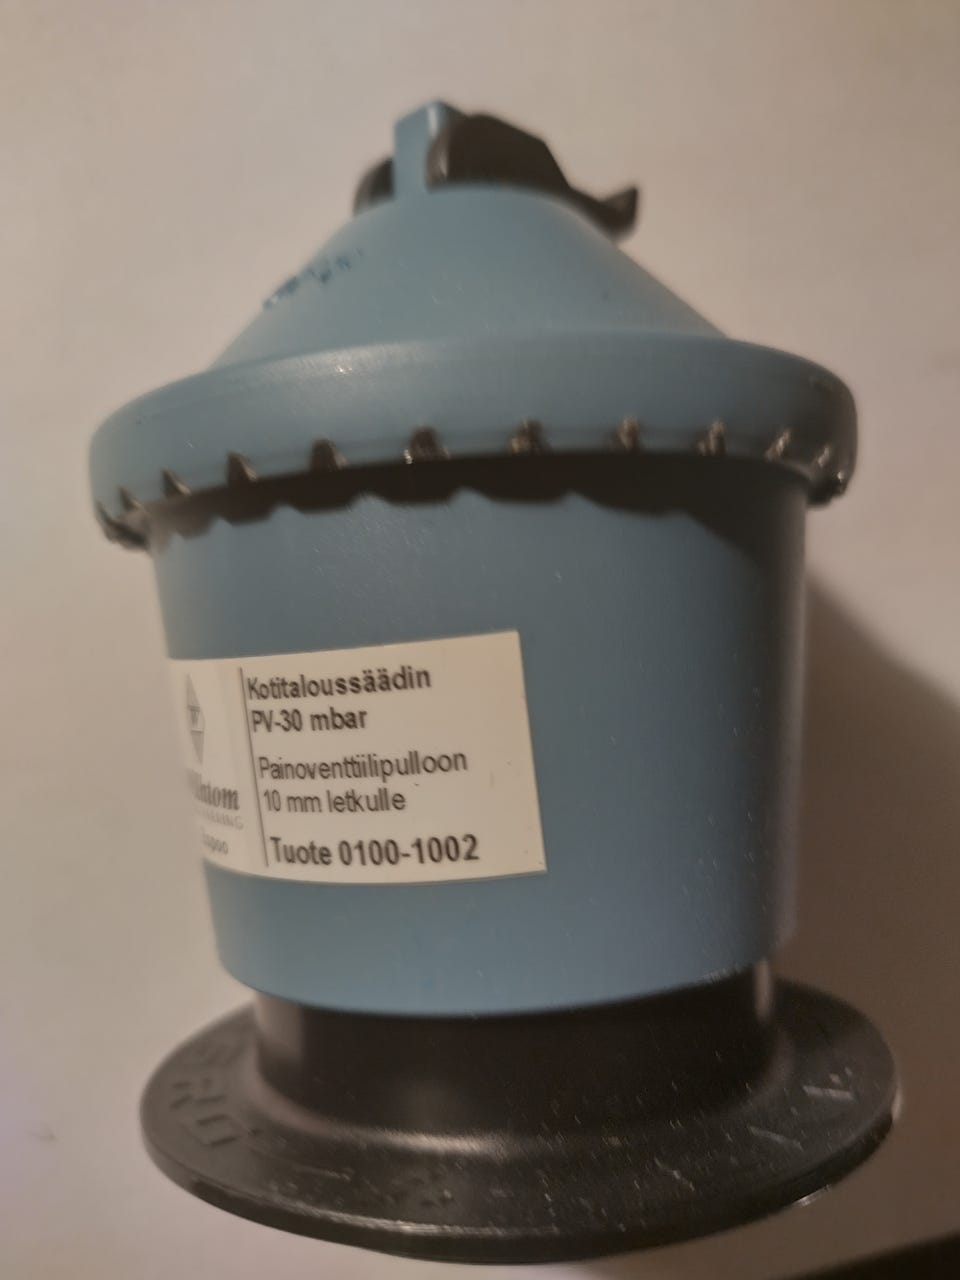 Kotitaloussäädin
PV-30 mbar
Painoventtiilipulloon
10 mm letkulle
Tuote 0100-1002